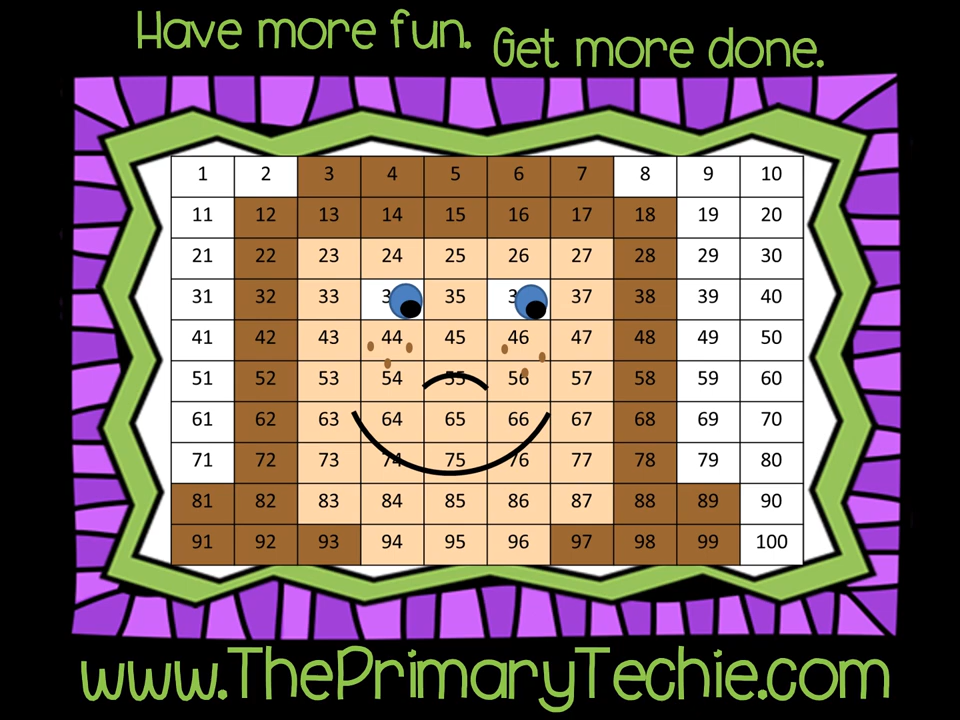 Have more fun. Get more done.
1 2 3 4 5 6 7 8 9 10
11 12 13 14 15 16 17 18 19 20
21 22 23 24 25 26 27 28 29 30
31 32 33 3 35 3 37 38 39 40
41 42 43 44 45 46 47 48 49 50
51 52 53 54 55 56 57 58 59 60
61 62 63 64 65 66 67 68 69 70
71 72 73 74 75 76 77 78 79 80
81 82 83 84 85 86 87 88 89 90
91 92 93 94 95 96 97 98 99 100
www.ThePrimaryTechie.com